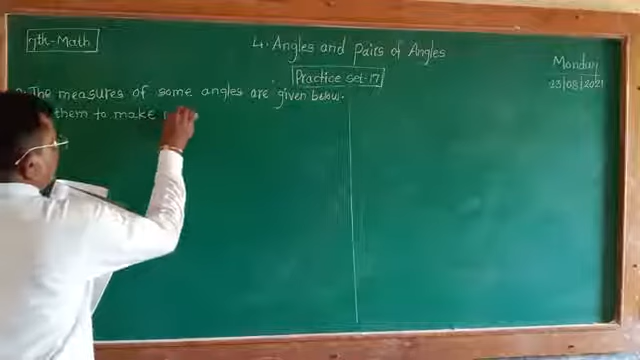 7th-Math
4. Angles and Pairs of Angles
Monday
23/08/2021
Practice set-17
The measures of some angles are given below.
them to make